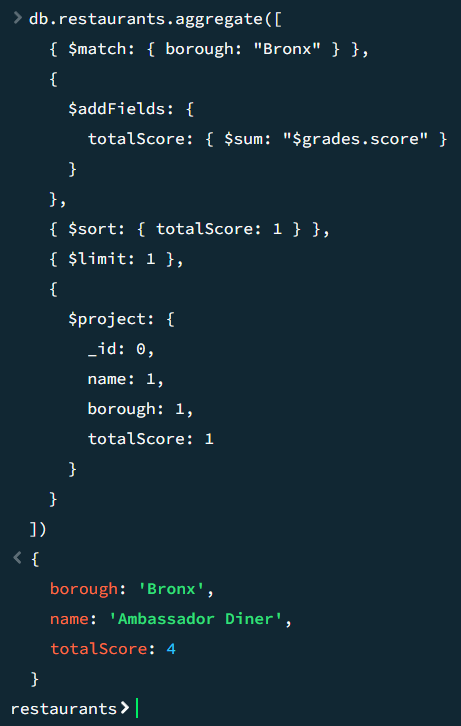 > db.restaurants.aggregate([
    { $match: { borough: "Bronx" } },
    {
      $addFields: {
        totalScore: { $sum: "$grades.score" }
      }
    },
    { $sort: { totalScore: 1 } },
    { $limit: 1 },
    {
      $project: {
        _id: 0,
        name: 1,
        borough: 1,
        totalScore: 1
      }
    }
  ])
< {
    borough: 'Bronx',
    name: 'Ambassador Diner',
    totalScore: 4
  }
restaurants>